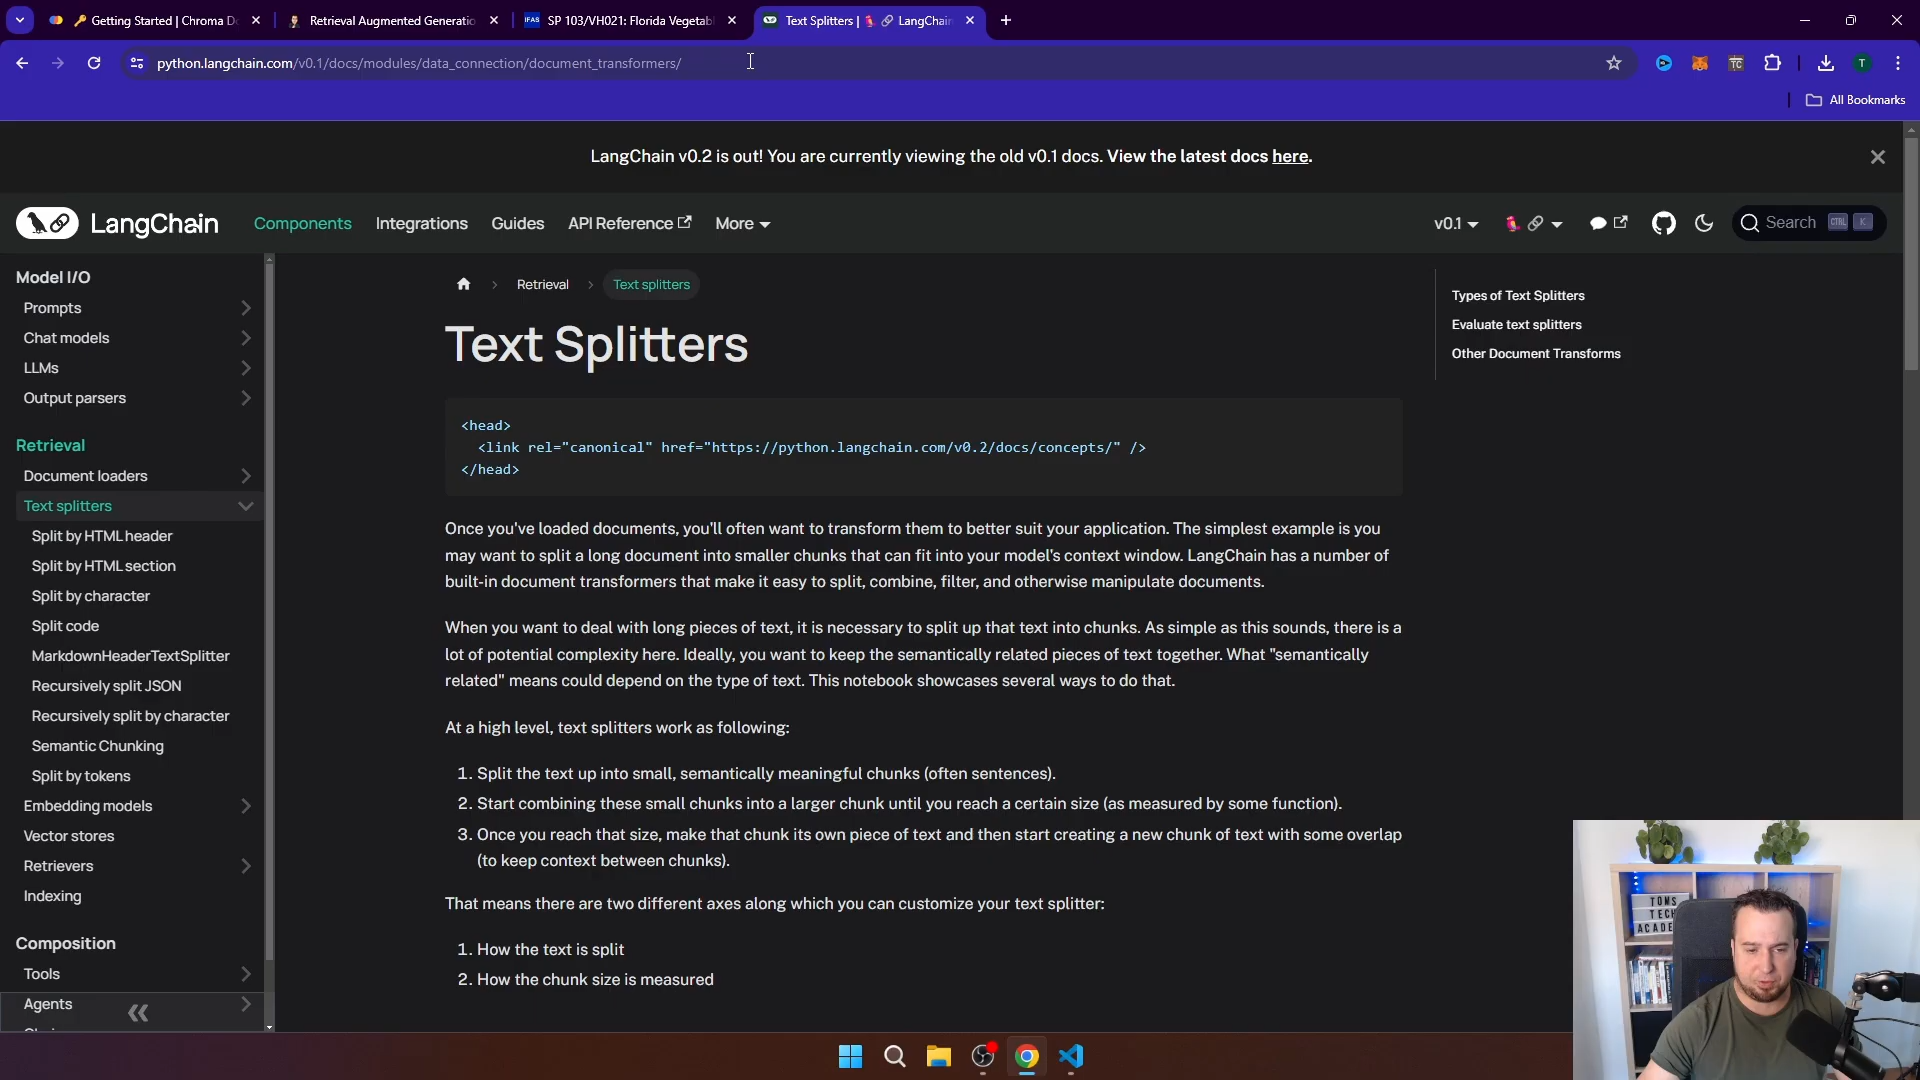 Getting Started | Chroma D
Retrieval Augmented Generatio
IFAS SP 103/VH021: Florida Vegetab
Text Splitters | LangChain
python.langchain.com/v0.1/docs/modules/data_connection/document_transformers/
TC
T
All Bookmarks
LangChain v0.2 is out! You are currently viewing the old v0.1 docs. View the latest docs here.
LangChain
Components
Integrations
Guides
API Reference
More
v0.1
Search
CTRL K
Model I/O
Prompts
Chat models
LLMs
Output parsers
Retrieval
Document loaders
Text splitters
Split by HTML header
Split by HTML section
Split by character
Split code
MarkdownHeaderTextSplitter
Recursively split JSON
Recursively split by character
Semantic Chunking
Split by tokens
Embedding models
Vector stores
Retrievers
Indexing
Composition
Tools
Agents
Retrieval
Text splitters
Text Splitters
<head>
<link rel="canonical" href="https://python.langchain.com/v0.2/docs/concepts/" />
</head>
Once you've loaded documents, you'll often want to transform them to better suit your application. The simplest example is you
may want to split a long document into smaller chunks that can fit into your model's context window. LangChain has a number of
built-in document transformers that make it easy to split, combine, filter, and otherwise manipulate documents.
When you want to deal with long pieces of text, it is necessary to split up that text into chunks. As simple as this sounds, there is a
lot of potential complexity here. Ideally, you want to keep the semantically related pieces of text together. What "semantically
related" means could depend on the type of text. This notebook showcases several ways to do that.
At a high level, text splitters work as following:
1. Split the text up into small, semantically meaningful chunks (often sentences).
2. Start combining these small chunks into a larger chunk until you reach a certain size (as measured by some function).
3. Once you reach that size, make that chunk its own piece of text and then start creating a new chunk of text with some overlap
(to keep context between chunks).
That means there are two different axes along which you can customize your text splitter:
1. How the text is split
2. How the chunk size is measured
Types of Text Splitters
Evaluate text splitters
Other Document Transforms
TOMS
TECH
ACADE